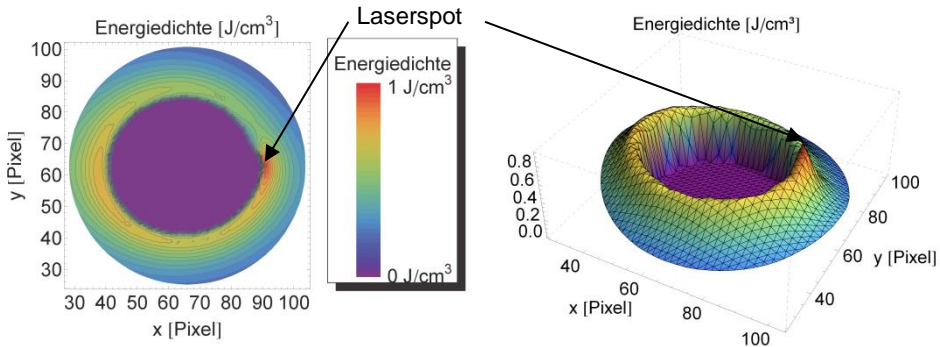 Laserspot
Energiedichte [J/cm³]
100
90
80
70
60
50
40
30
y [Pixel]
30 40 50 60 70 80 90 100
x [Pixel]
Energiedichte
1 J/cm³
0 J/cm³
Energiedichte [J/cm³]
0.8
0.6
0.4
0.2
0.0
40
60
80
100
x [Pixel]
100
80
60
40
y [Pixel]